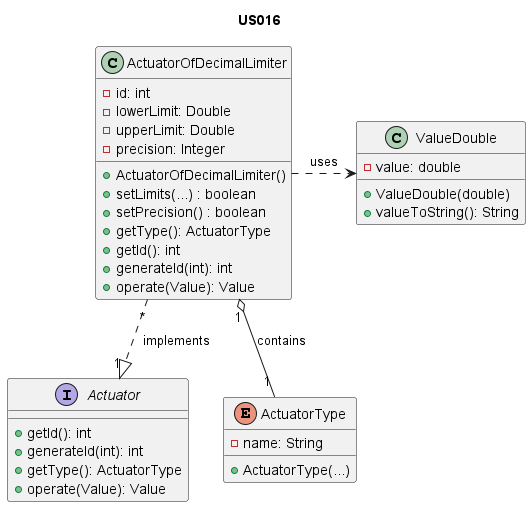 US016
C ActuatorOfDecimalLimiter
id: int
lowerLimit: Double
upperLimit: Double
precision: Integer
ActuatorOfDecimalLimiter()
setLimits(...) : boolean
setPrecision() : boolean
getType(): ActuatorType
getId(): int
generateId(int): int
operate(Value): Value
uses
C ValueDouble
value: double
ValueDouble(double)
valueToString(): String
*
implements
1
1
contains
1
I Actuator
getId(): int
generateId(int): int
getType(): ActuatorType
operate(Value): Value
E ActuatorType
name: String
ActuatorType(...)